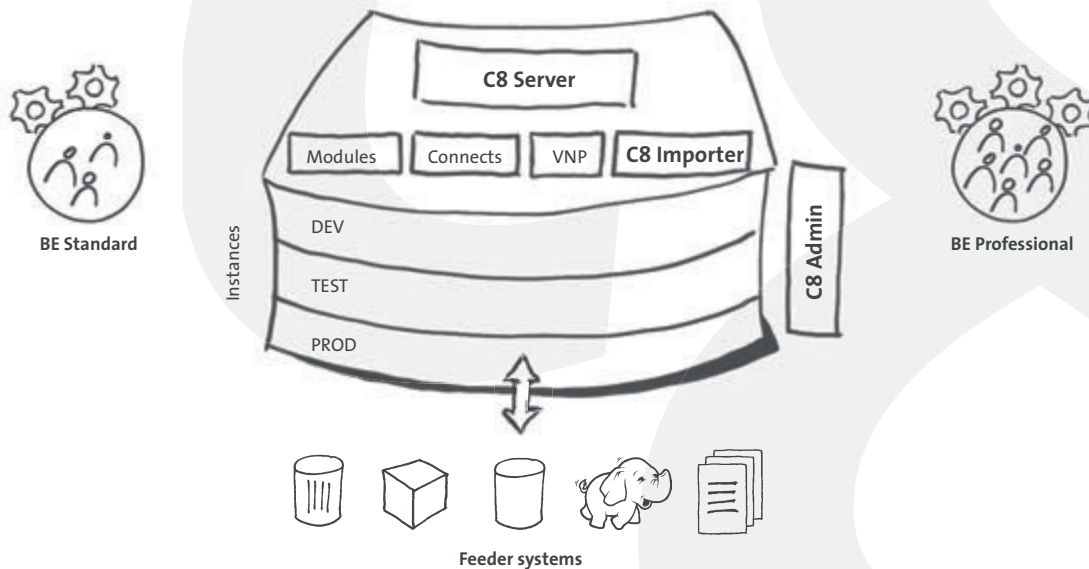 C8 Server
Modules
Connects
VNP
C8 Importer
BE Standard
BE Professional
Instances
DEV
TEST
PROD
C8 Admin
Feeder systems